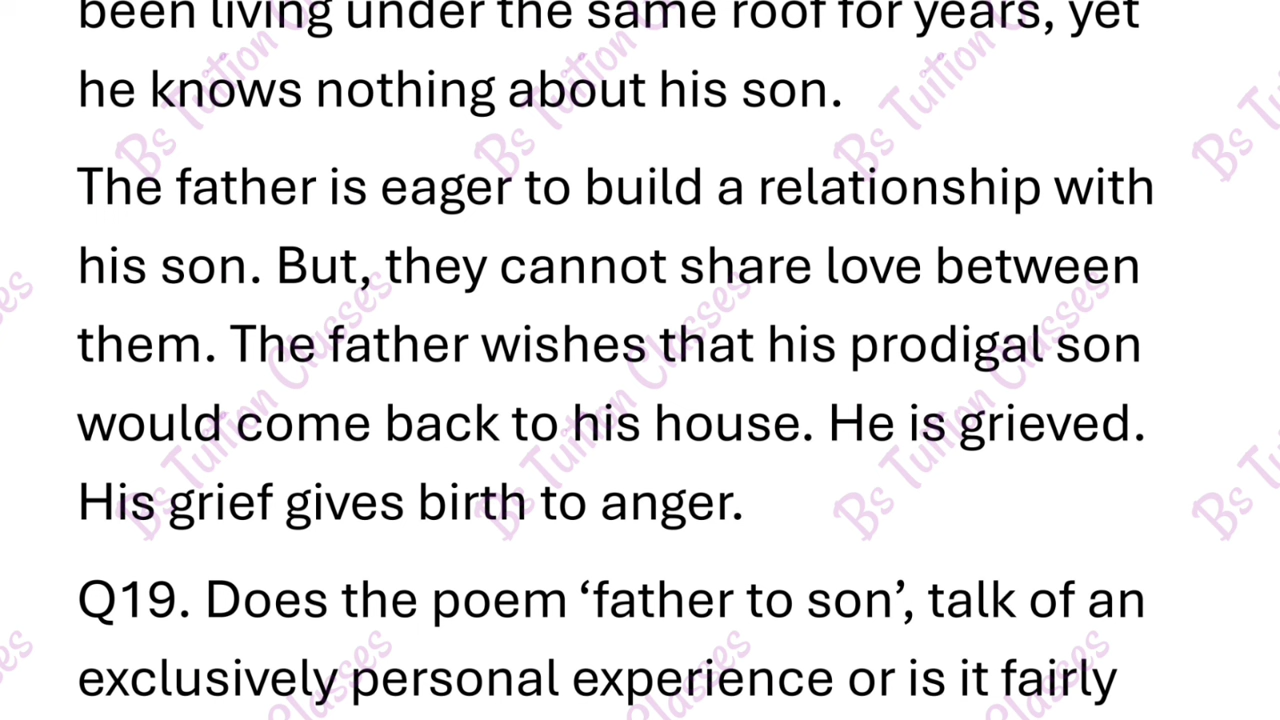 been living under the same roof for years, yet
he knows nothing about his son.
The father is eager to build a relationship with
his son. But, they cannot share love between
them. The father wishes that his prodigal son
would come back to his house. He is grieved.
His grief gives birth to anger.
Q19. Does the poem ‘father to son’, talk of an
exclusively personal experience or is it fairly
Bs Tuition Classes